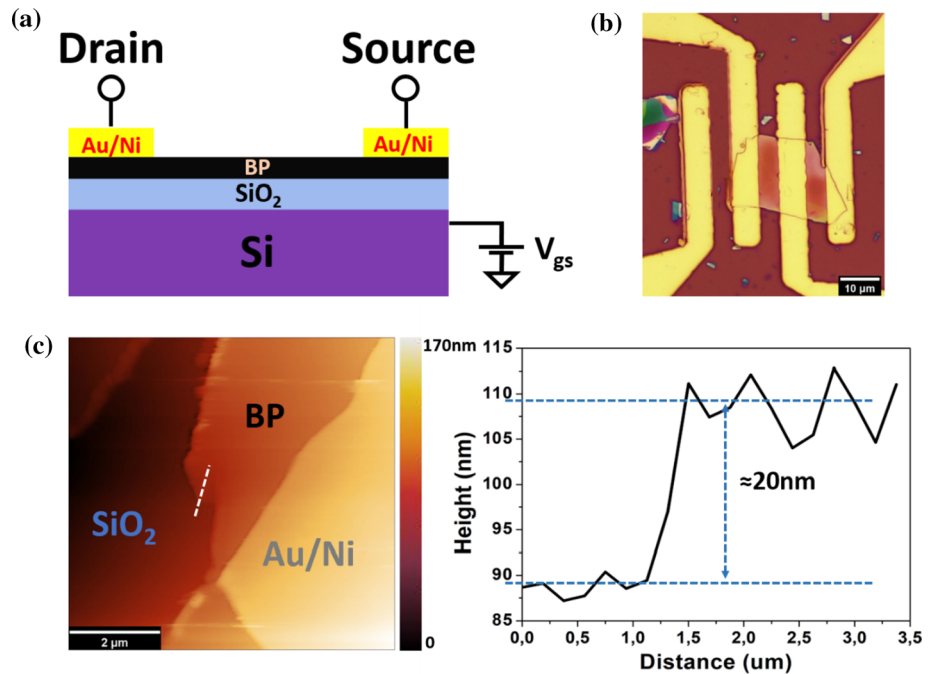 (a)
Drain
Source
Au/Ni
Au/Ni
BP
SiO2
Si
Vgs
(b)
10 µm
(c)
170nm
BP
SiO2
Au/Ni
2 µm
0
115
110
105
100
95
90
85
Height (nm)
≈20nm
0,0 0,5 1,0 1,5 2,0 2,5 3,0 3,5
Distance (um)